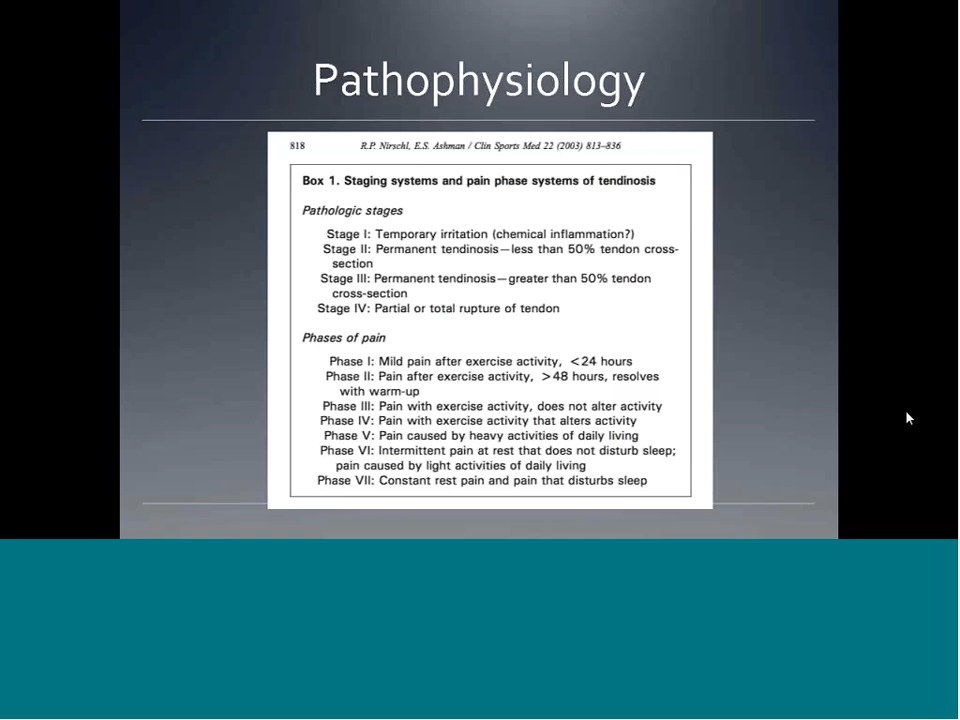 Pathophysiology
818 R.P. Nirschl, E.S. Ashman / Clin Sports Med 22 (2003) 813–836
Box 1. Staging systems and pain phase systems of tendinosis
Pathologic stages
Stage I: Temporary irritation (chemical inflammation?)
Stage II: Permanent tendinosis—less than 50% tendon cross-
section
Stage III: Permanent tendinosis—greater than 50% tendon
cross-section
Stage IV: Partial or total rupture of tendon
Phases of pain
Phase I: Mild pain after exercise activity, <24 hours
Phase II: Pain after exercise activity, >48 hours, resolves
with warm-up
Phase III: Pain with exercise activity, does not alter activity
Phase IV: Pain with exercise activity that alters activity
Phase V: Pain caused by heavy activities of daily living
Phase VI: Intermittent pain at rest that does not disturb sleep;
pain caused by light activities of daily living
Phase VII: Constant rest pain and pain that disturbs sleep